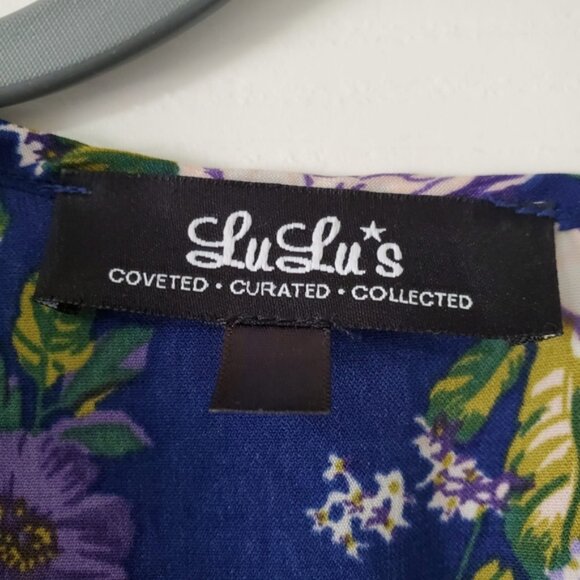 LuLu*s
COVETED • CURATED • COLLECTED